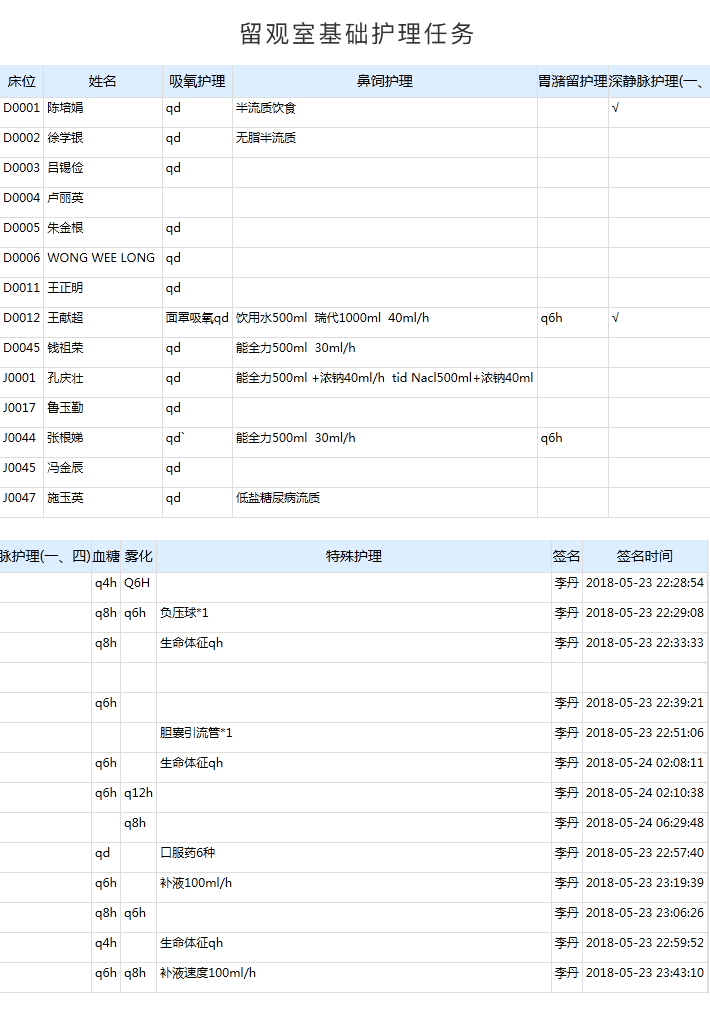 留观室基础护理任务
床位 姓名 吸氧护理 鼻饲护理 胃潴留护理 深静脉护理(一、
D0001 陈培娟 qd 半流质饮食 √
D0002 徐学银 qd 无脂半流质
D0003 吕锡俭 qd
D0004 卢丽英
D0005 朱金根 qd
D0006 WONG WEE LONG qd
D0011 王正明 qd
D0012 王献超 面罩吸氧qd 饮用水500ml 瑞代1000ml 40ml/h q6h √
D0045 钱祖荣 qd 能全力500ml 30ml/h
J0001 孔庆壮 qd 能全力500ml +浓钠40ml/h tid Nacl500ml+浓钠40ml
J0017 鲁玉勤 qd
J0044 张根娣 qd` 能全力500ml 30ml/h q6h
J0045 冯金辰 qd
J0047 施玉英 qd 低盐糖尿病流质
脉护理(一、四) 血糖 雾化 特殊护理 签名 签名时间
q4h Q6H 李丹 2018-05-23 22:28:54
q8h q6h 负压球*1 李丹 2018-05-23 22:29:08
q8h 生命体征qh 李丹 2018-05-23 22:33:33
q6h 李丹 2018-05-23 22:39:21
胆囊引流管*1 李丹 2018-05-23 22:51:06
q6h 生命体征qh 李丹 2018-05-24 02:08:11
q6h q12h 李丹 2018-05-24 02:10:38
q8h 李丹 2018-05-24 06:29:48
qd 口服药6种 李丹 2018-05-23 22:57:40
q6h 补液100ml/h 李丹 2018-05-23 23:19:39
q8h q6h 李丹 2018-05-23 23:06:26
q4h 生命体征qh 李丹 2018-05-23 22:59:52
q6h q8h 补液速度100ml/h 李丹 2018-05-23 23:43:10